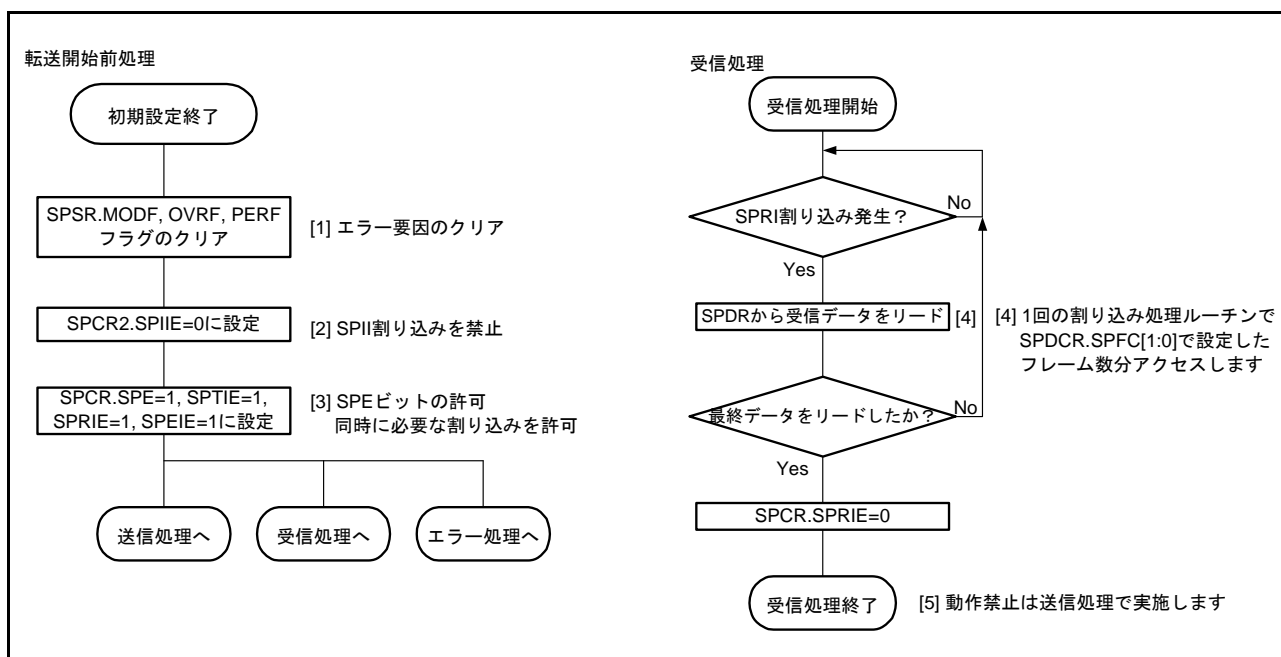 転送開始前処理
初期設定終了
SPSR.MODF, OVRF, PERF
フラグのクリア
[1] エラー要因のクリア
SPCR2.SPIIE=0に設定
[2] SPII割り込みを禁止
SPCR.SPE=1, SPTIE=1,
SPRIE=1, SPEIE=1に設定
[3] SPEビットの許可
同時に必要な割り込みを許可
送信処理へ
受信処理へ
エラー処理へ
受信処理
受信処理開始
SPRI割り込み発生？
No
Yes
SPDRから受信データをリード
[4]
[4] 1回の割り込み処理ルーチンで
SPDCR.SPFC[1:0]で設定した
フレーム数分アクセスします
最終データをリードしたか？
No
Yes
SPCR.SPRIE=0
受信処理終了
[5] 動作禁止は送信処理で実施します